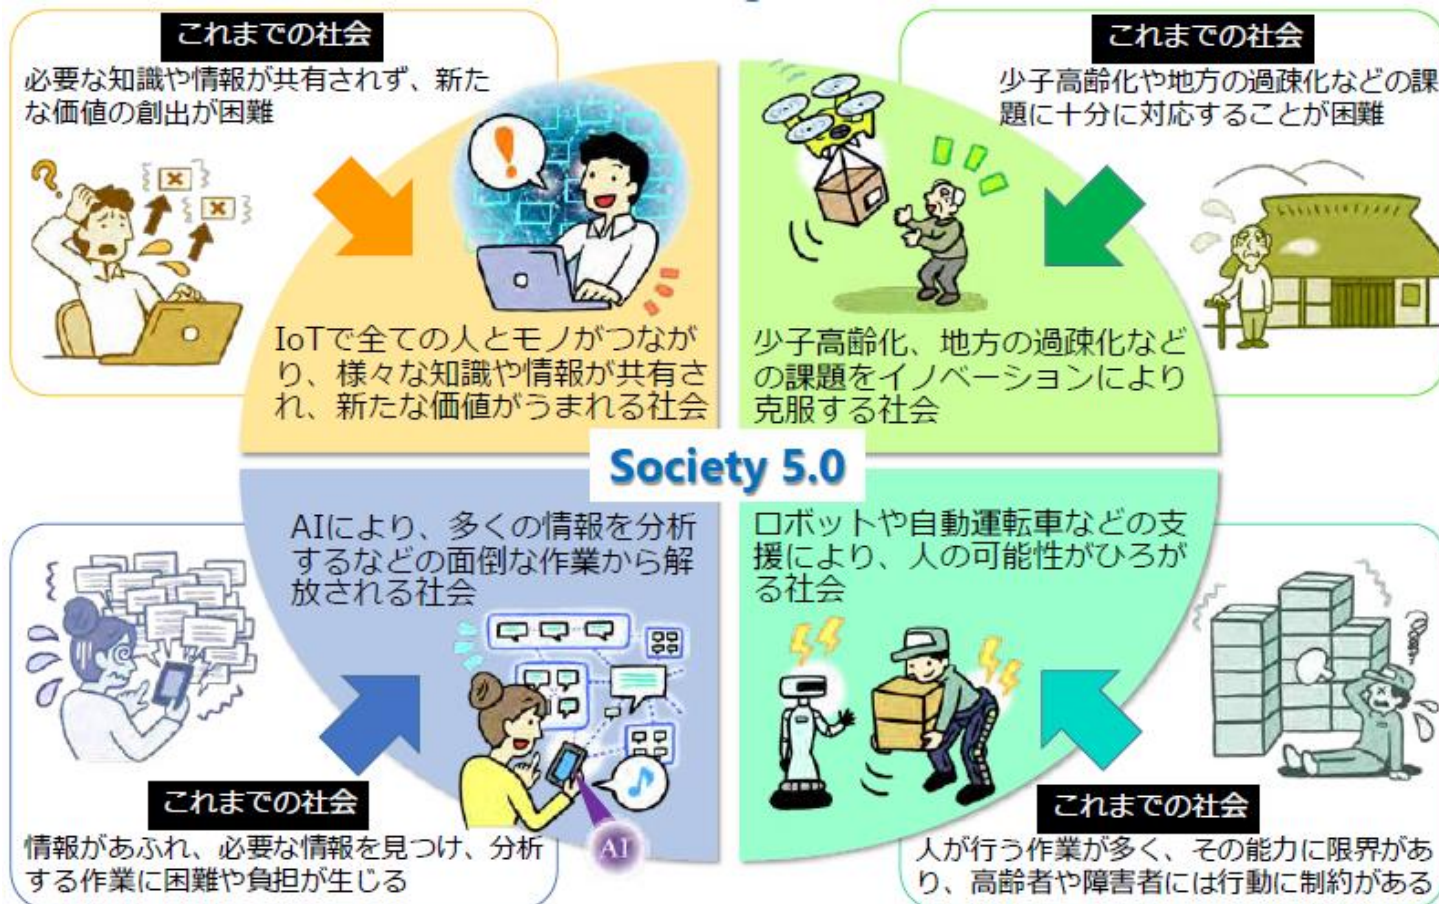 これまでの社会
必要な知識や情報が共有されず、新た
な価値の創出が困難
IoTで全ての人とモノがつなが
り、様々な知識や情報が共有さ
れ、新たな価値がうまれる社会
これまでの社会
少子高齢化や地方の過疎化などの課
題に十分に対応することが困難
少子高齢化、地方の過疎化など
の課題をイノベーションにより
克服する社会
Society 5.0
AIにより、多くの情報を分析
するなどの面倒な作業から解
放される社会
AI
これまでの社会
情報があふれ、必要な情報を見つけ、分析
する作業に困難や負担が生じる
ロボットや自動運転車などの支
援により、人の可能性がひろが
る社会
これまでの社会
人が行う作業が多く、その能力に限界があ
り、高齢者や障害者には行動に制約がある